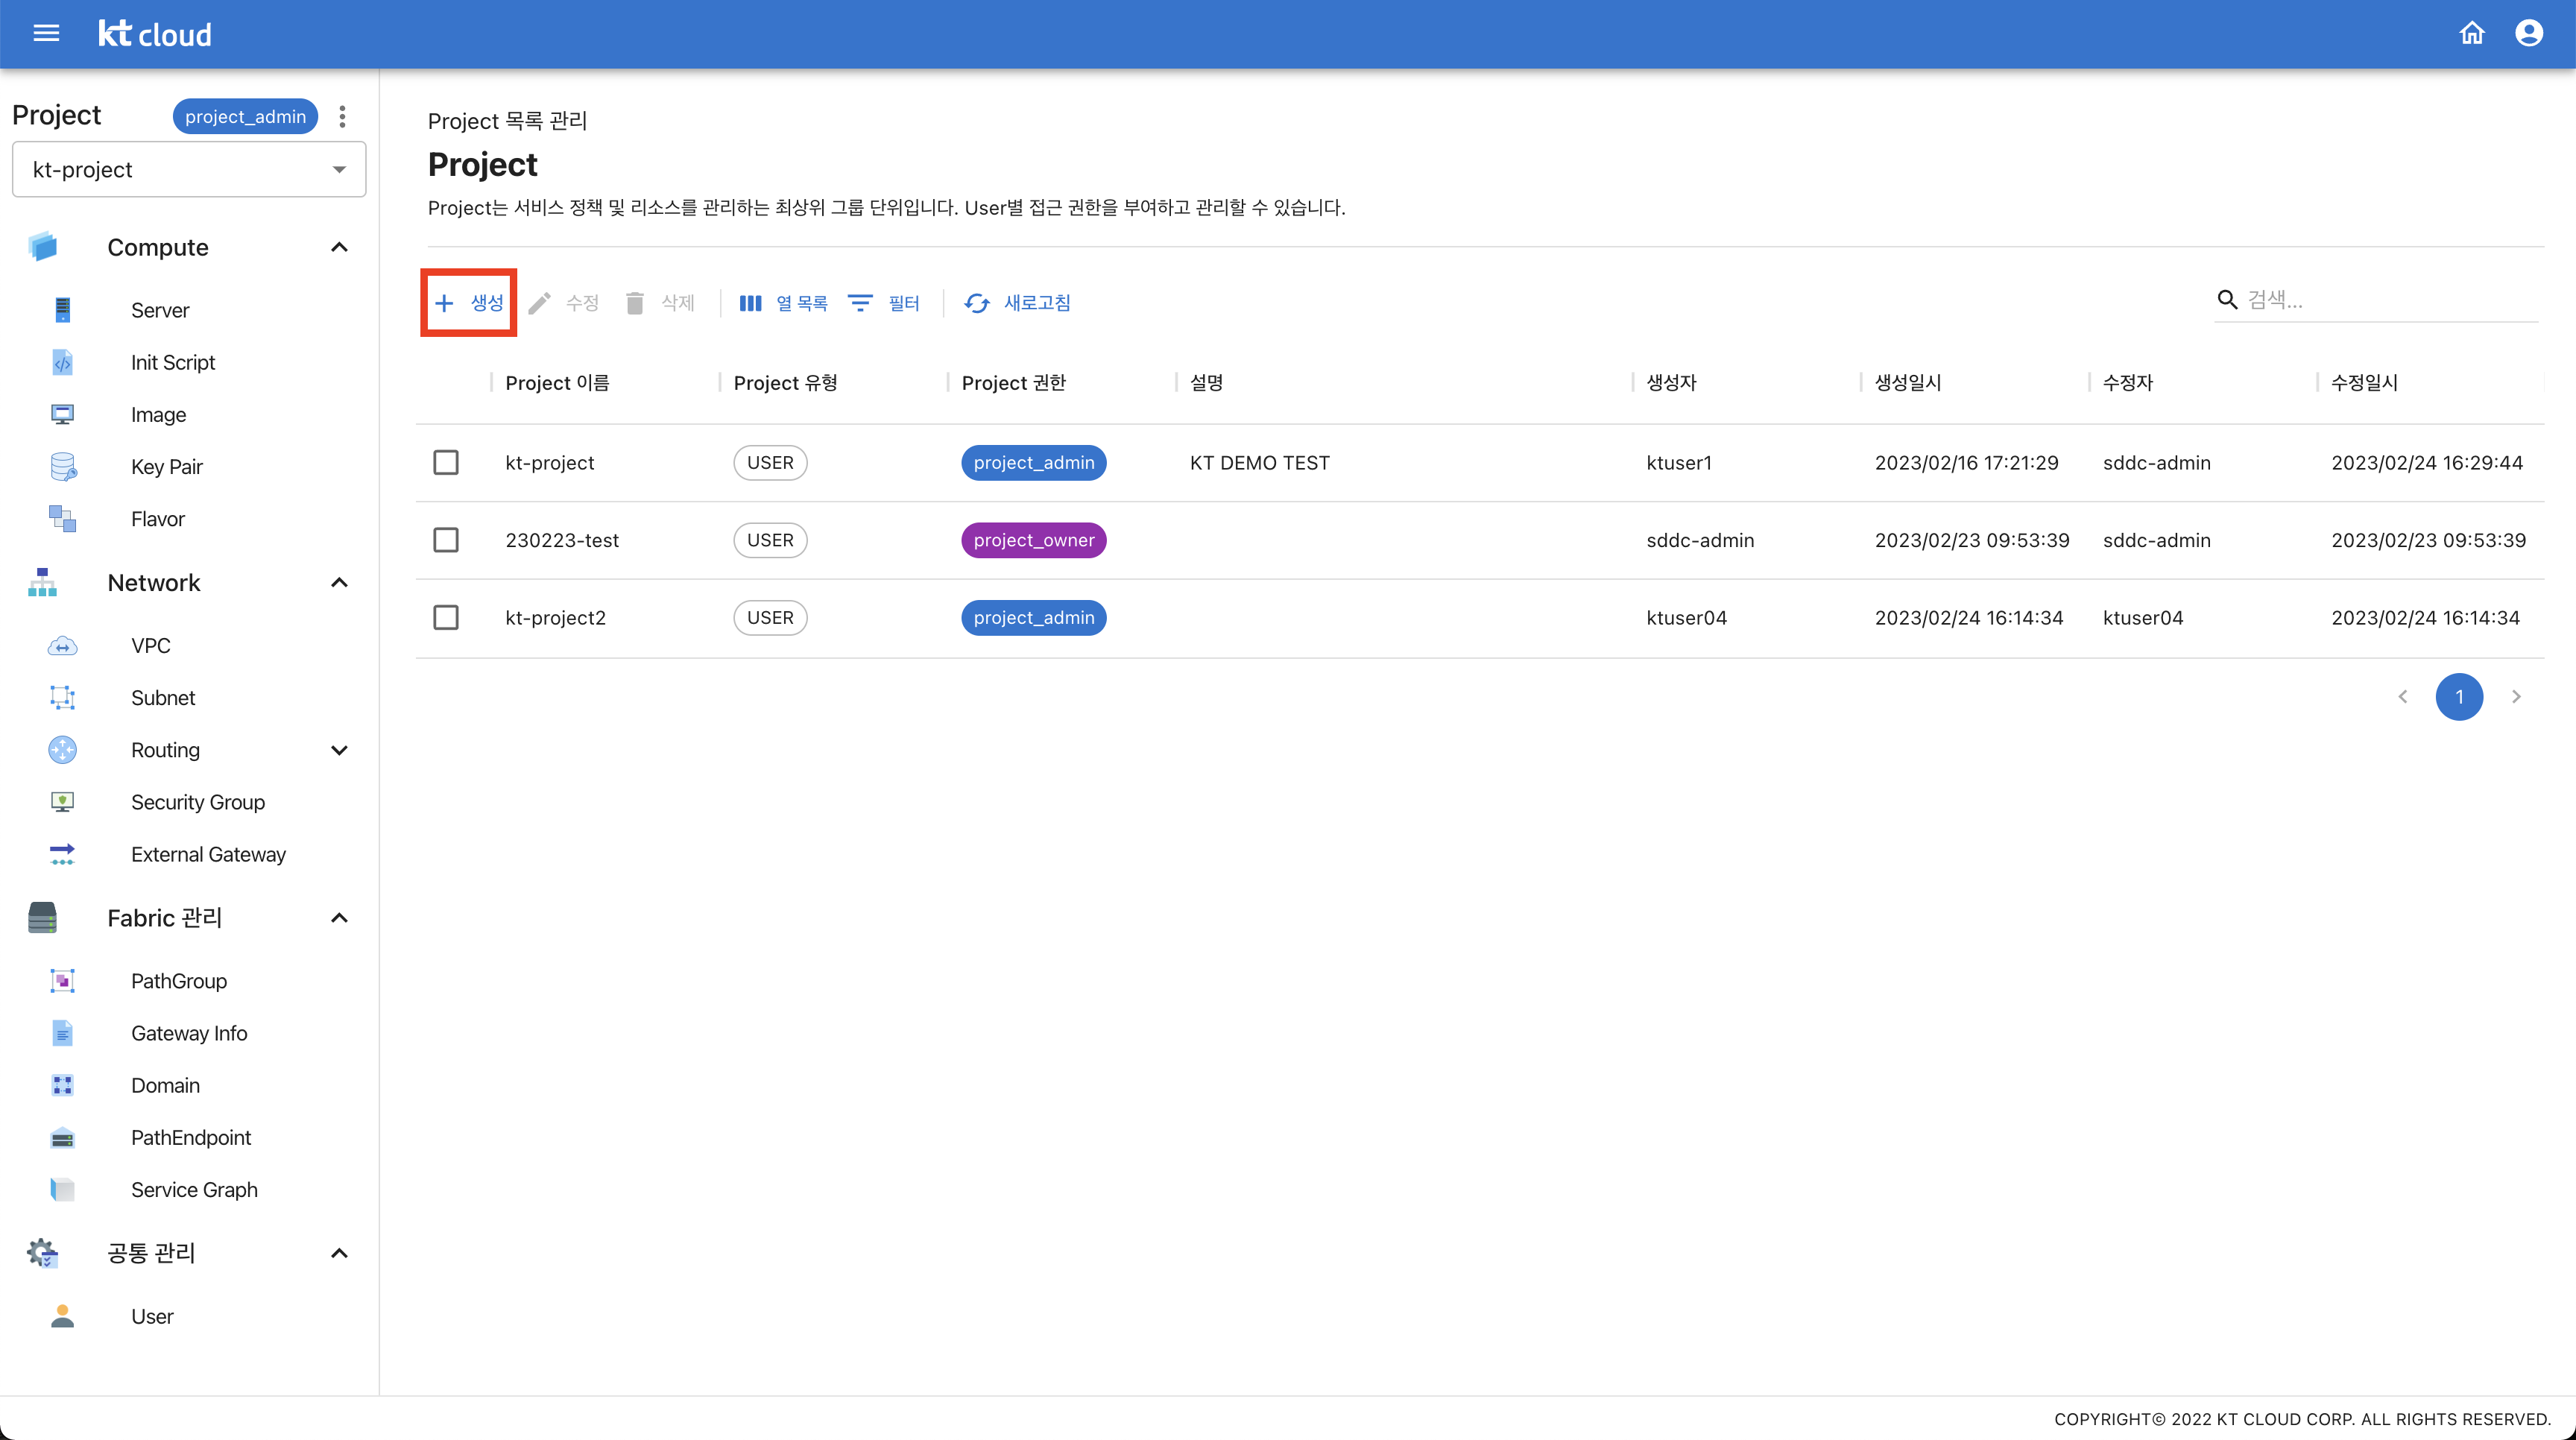 kt cloud
Project project_admin
kt-project
Compute
Server
Init Script
Image
Key Pair
Flavor
Network
VPC
Subnet
Routing
Security Group
External Gateway
Fabric 관리
PathGroup
Gateway Info
Domain
PathEndpoint
Service Graph
공통 관리
User
Project 목록 관리
Project
Project는 서비스 정책 및 리소스를 관리하는 최상위 그룹 단위입니다. User별 접근 권한을 부여하고 관리할 수 있습니다.
생성 수정 삭제 열 목록 필터 새로고침 검색...
Project 이름 Project 유형 Project 권한 설명 생성자 생성일시 수정자 수정일시
kt-project USER project_admin KT DEMO TEST ktuser1 2023/02/16 17:21:29 sddc-admin 2023/02/24 16:29:44
230223-test USER project_owner sddc-admin 2023/02/23 09:53:39 sddc-admin 2023/02/23 09:53:39
kt-project2 USER project_admin ktuser04 2023/02/24 16:14:34 ktuser04 2023/02/24 16:14:34
1
COPYRIGHT© 2022 KT CLOUD CORP. ALL RIGHTS RESERVED.